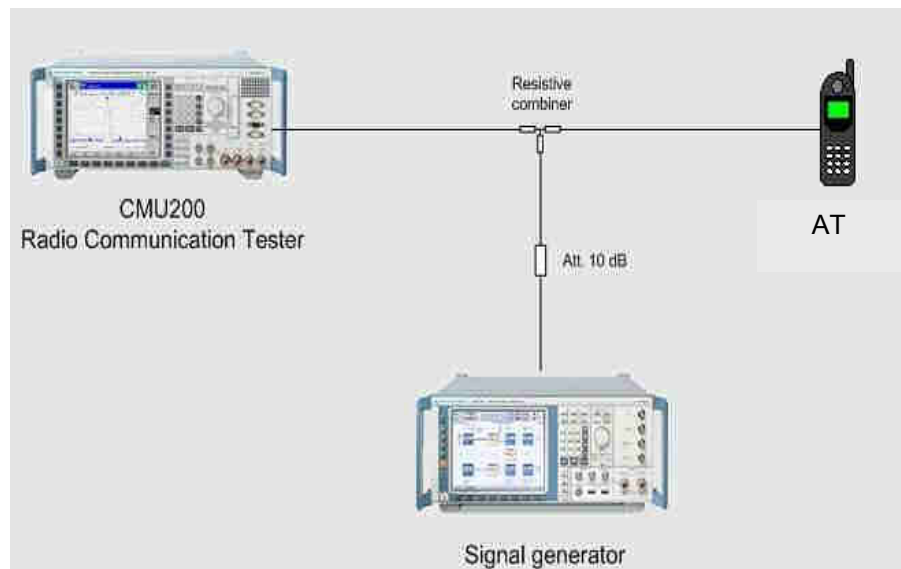 Resistive
combiner
CMU200
Radio Communication Tester
AT
Att. 10 dB
Signal generator